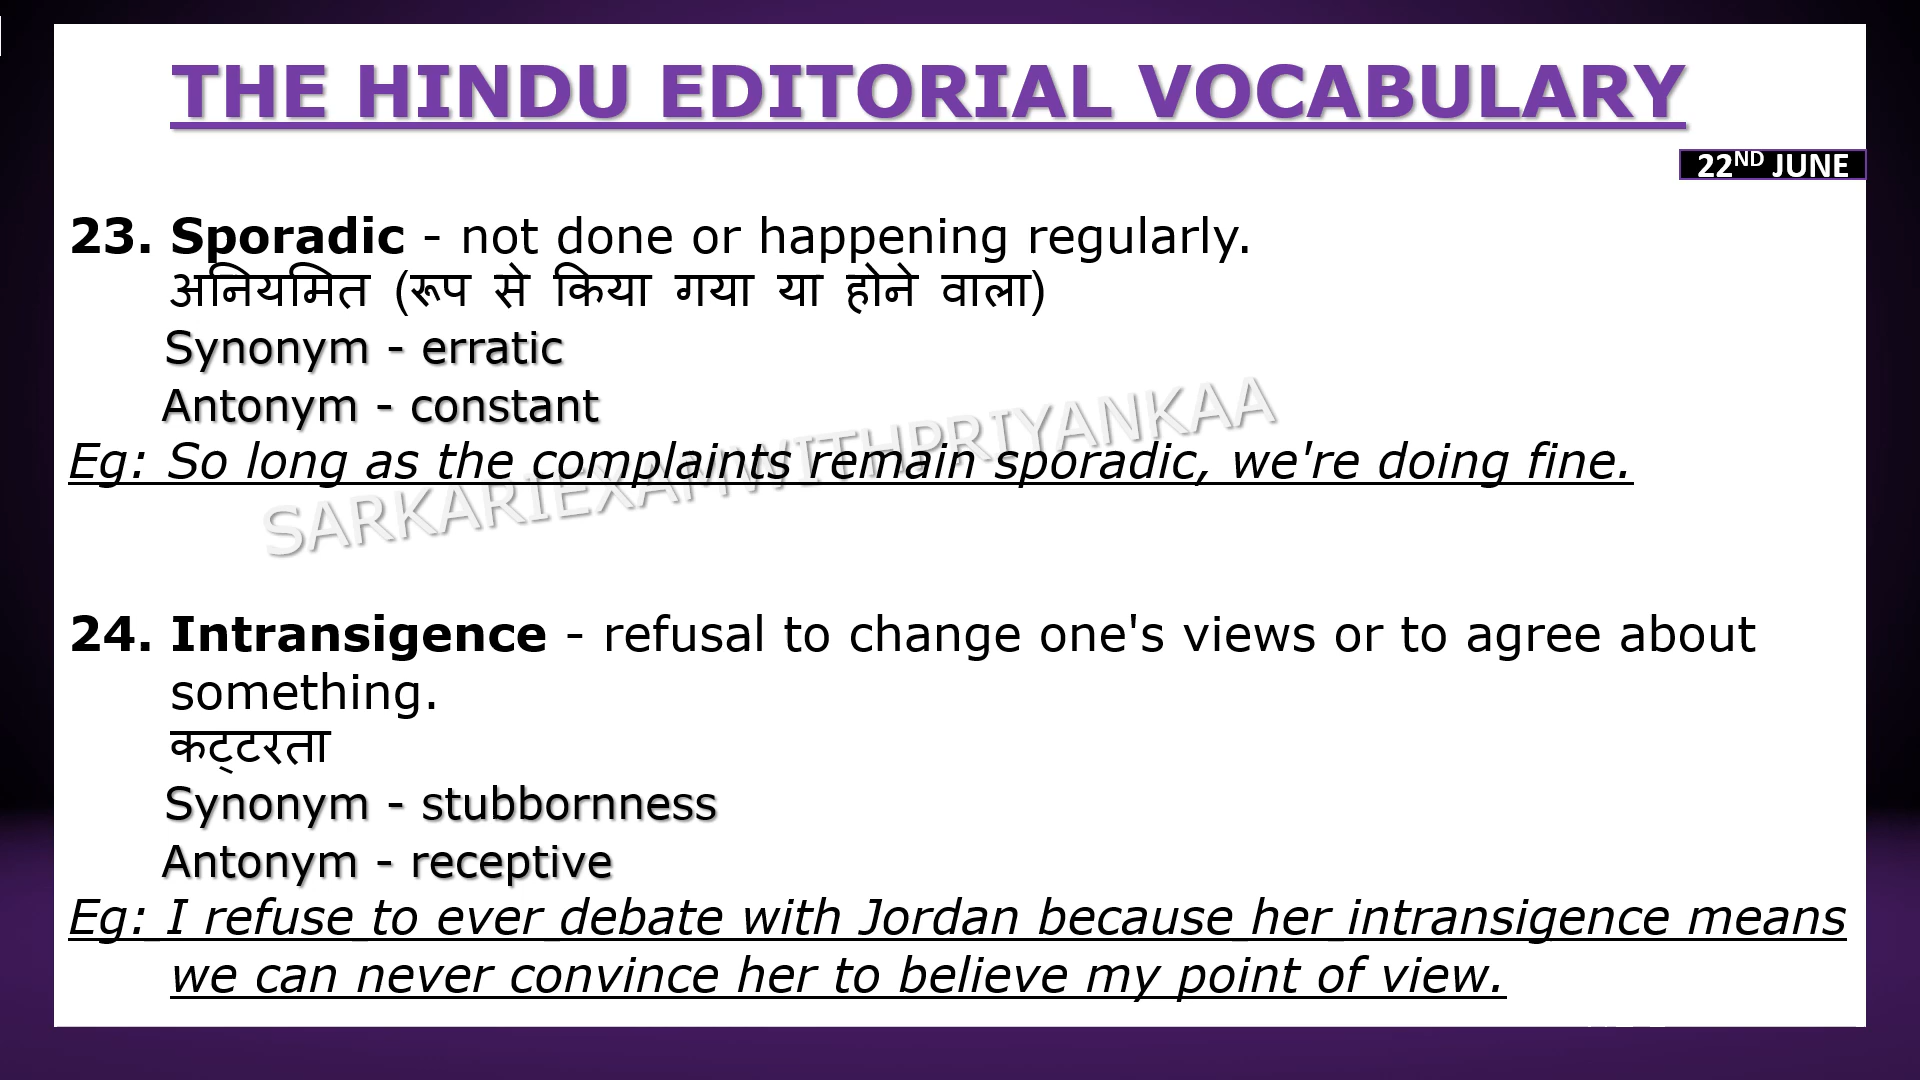 THE HINDU EDITORIAL VOCABULARY
22ND JUNE
23. Sporadic - not done or happening regularly.
अनियमित (रूप से किया गया या होने वाला)
Synonym - erratic
Antonym - constant
Eg: So long as the complaints remain sporadic, we're doing fine.
SARKARIEXAMWITHPRIYANKAA
24. Intransigence - refusal to change one's views or to agree about
something.
कट्टरता
Synonym - stubbornness
Antonym - receptive
Eg: I refuse to ever debate with Jordan because her intransigence means
we can never convince her to believe my point of view.